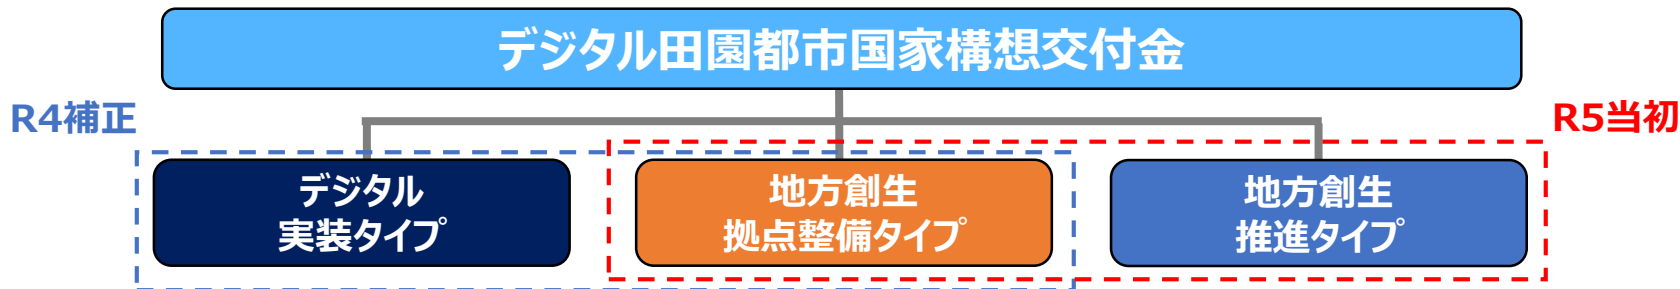 デジタル田園都市国家構想交付金
R4補正
R5当初
デジタル
実装タイプ
地方創生
拠点整備タイプ
地方創生
推進タイプ